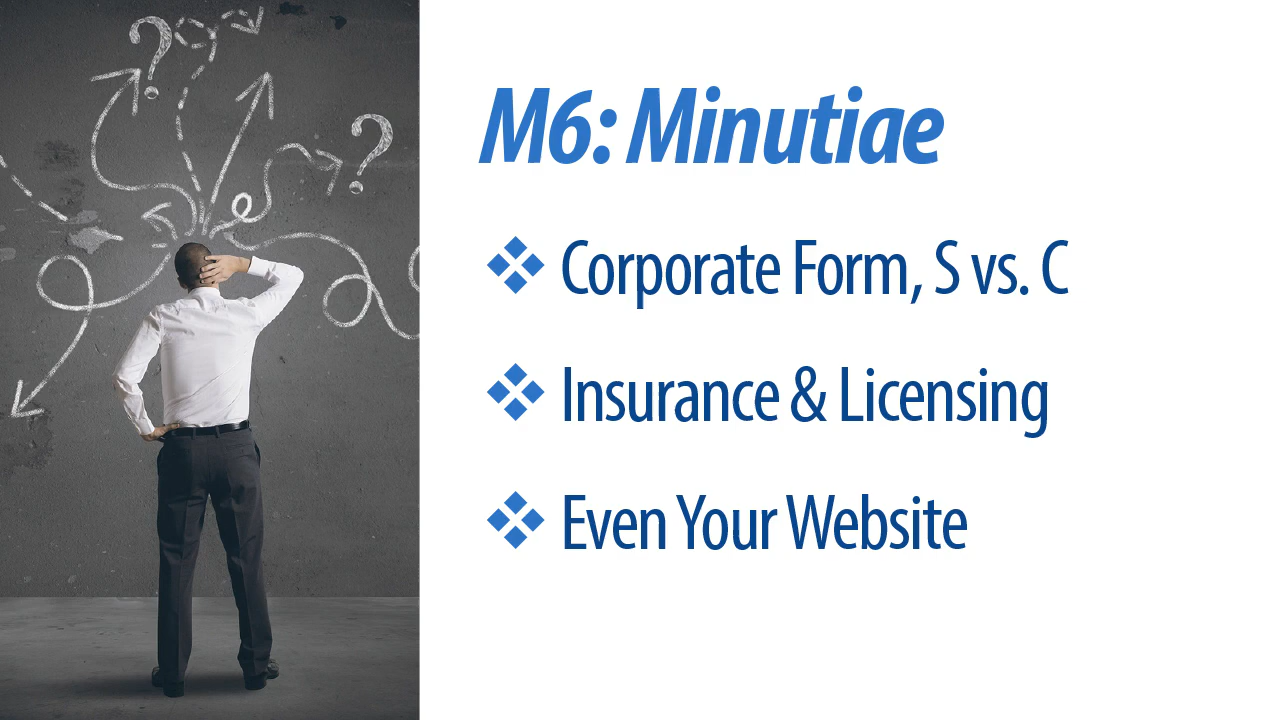 M6: Minutiae
Corporate Form, S vs. C
Insurance & Licensing
Even Your Website
? 
?